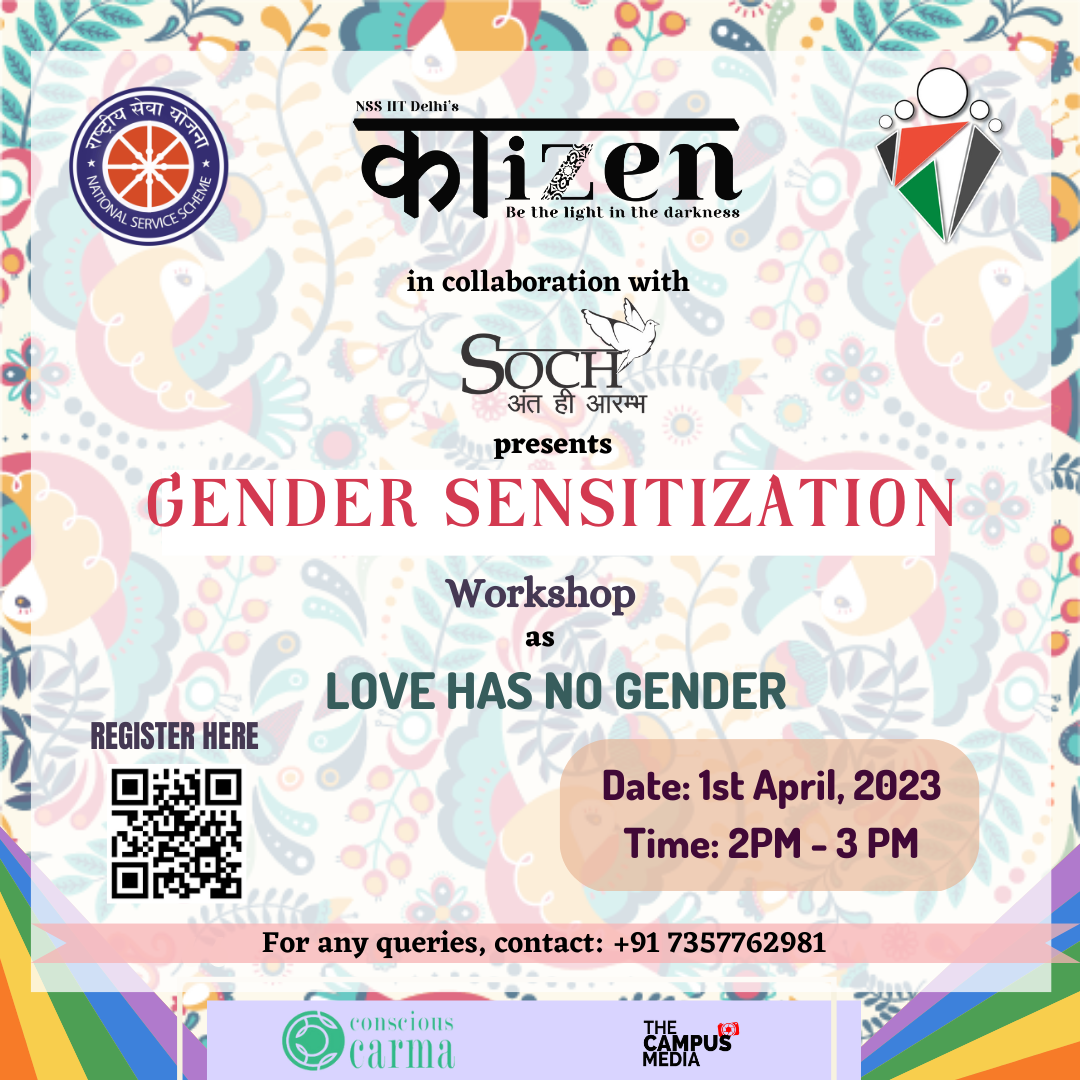 राष्ट्रीय सेवा योजना
NATIONAL SERVICE SCHEME
NSS IIT Delhi's
काizen
Be the light in the darkness
in collaboration with
SOCH
अंत ही आरम्भ
presents
GENDER SENSITIZATION
Workshop
as
LOVE HAS NO GENDER
REGISTER HERE
Date: 1st April, 2023
Time: 2PM - 3 PM
For any queries, contact: +91 7357762981
conscious
carma
THE
CAMPUS
MEDIA